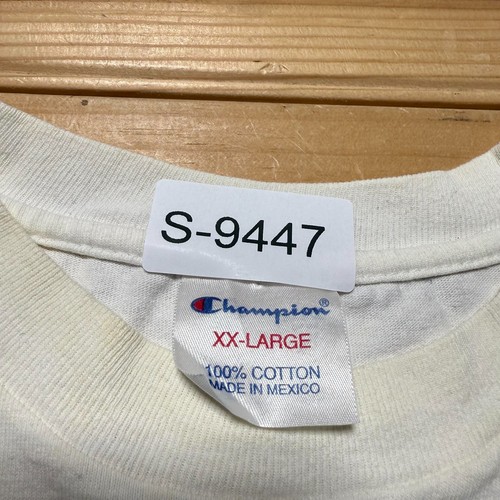 S-9447
Champion®
XX-LARGE
100% COTTON
MADE IN MEXICO